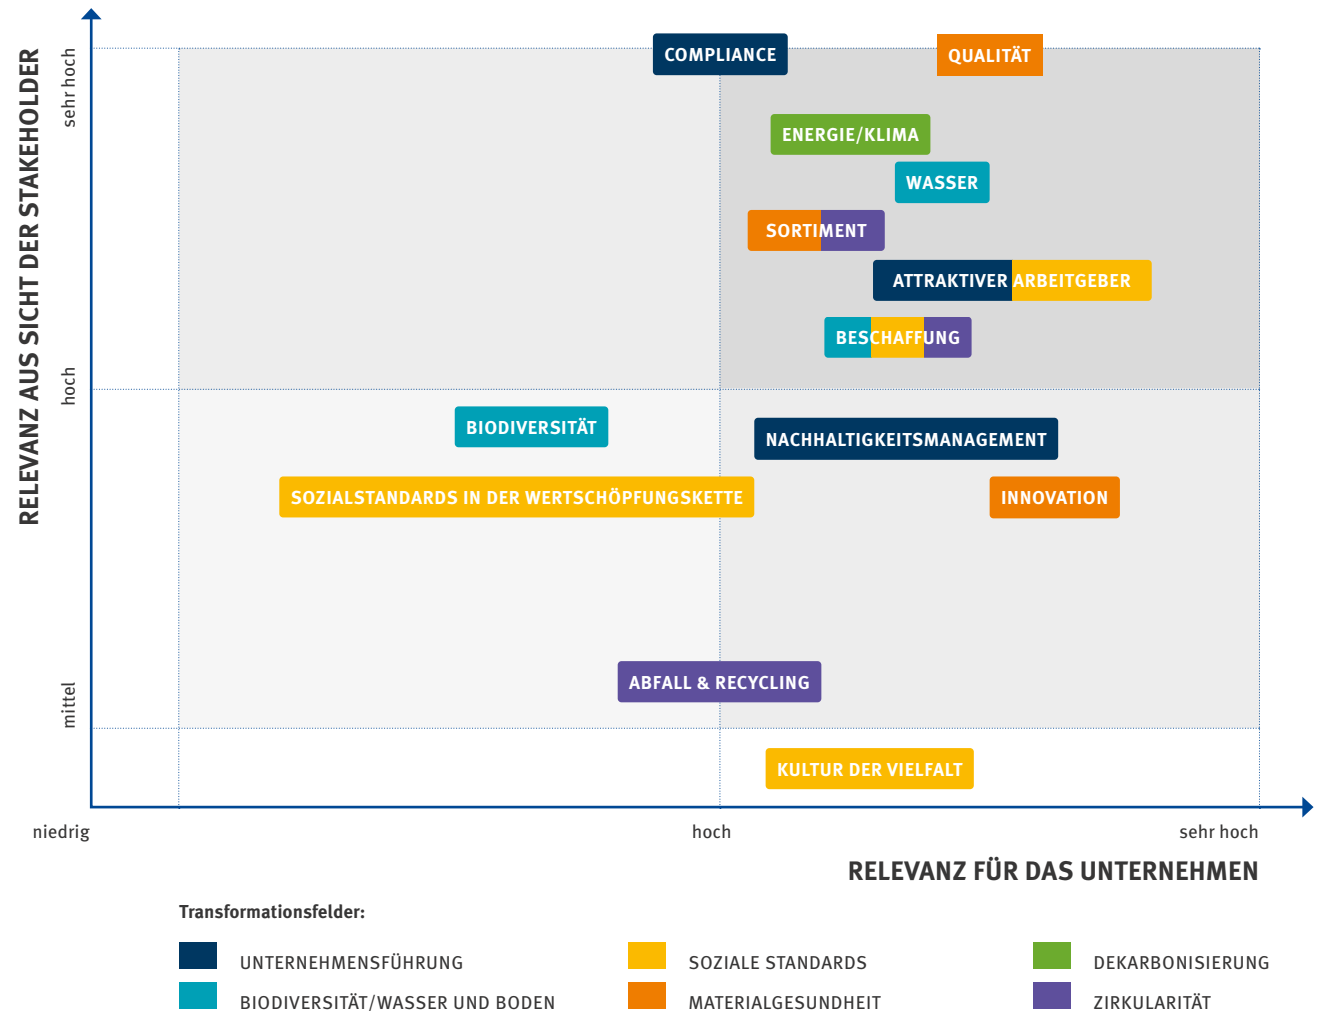 RELEVANZ AUS SICHT DER STAKEHOLDER
sehr hoch
hoch
mittel
COMPLIANCE
QUALITÄT
ENERGIE/KLIMA
WASSER
SORTIMENT
ATTRAKTIVER ARBEITGEBER
BESCHAFFUNG
BIODIVERSITÄT
NACHHALTIGKEITSMANAGEMENT
SOZIALSTANDARDS IN DER WERTSCHÖPFUNGSKETTE
INNOVATION
ABFALL & RECYCLING
KULTUR DER VIELFALT
niedrig
hoch
sehr hoch
RELEVANZ FÜR DAS UNTERNEHMEN
Transformationsfelder:
UNTERNEHMENSFÜHRUNG
SOZIALE STANDARDS
DEKARBONISIERUNG
BIODIVERSITÄT/WASSER UND BODEN
MATERIALGESUNDHEIT
ZIRKULARITÄT